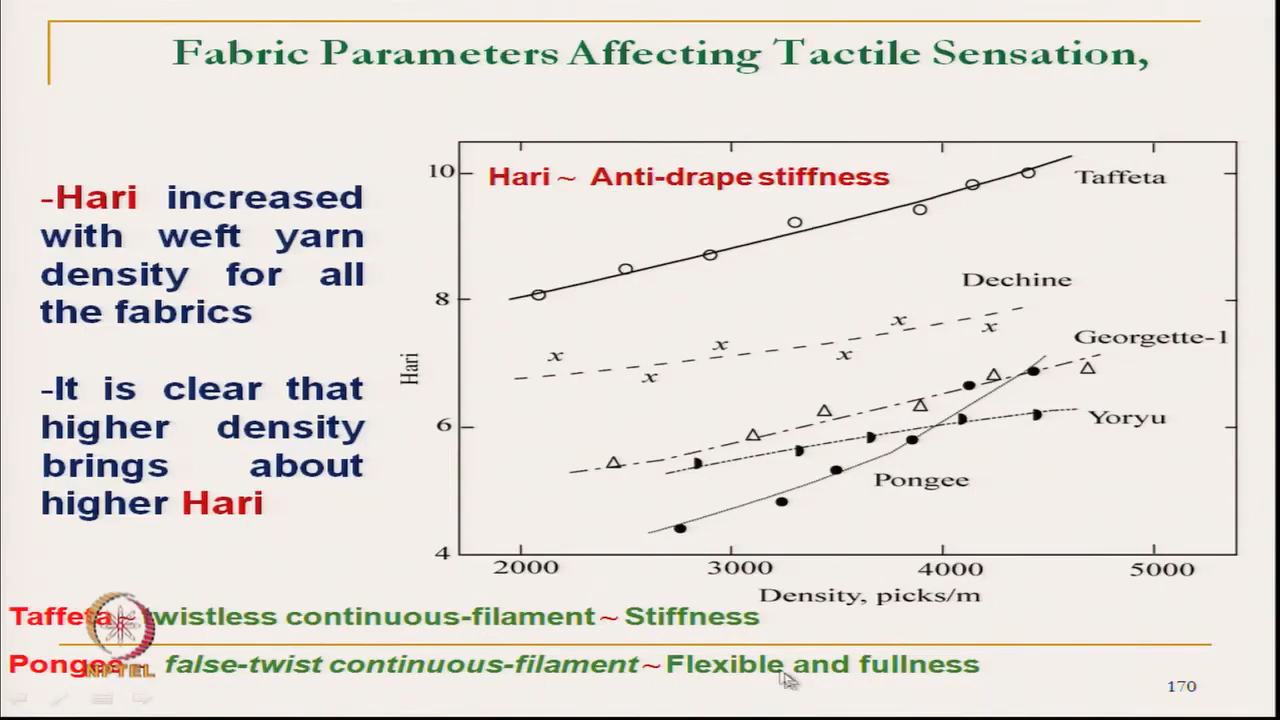 Fabric Parameters Affecting Tactile Sensation,
-Hari increased
with weft yarn
density for all
the fabrics
-It is clear that
higher density
brings about
higher Hari
Hari ~ Anti-drape stiffness
10
8
6
4
Hari
Taffeta
Dechine
x x x x x x
Georgette-1
Yoryu
Pongee
2000 3000 4000 5000
Density, picks/m
Taffeta ~ twistless continuous-filament ~ Stiffness
Pongee ~ false-twist continuous-filament ~ Flexible and fullness
NPTEL
170